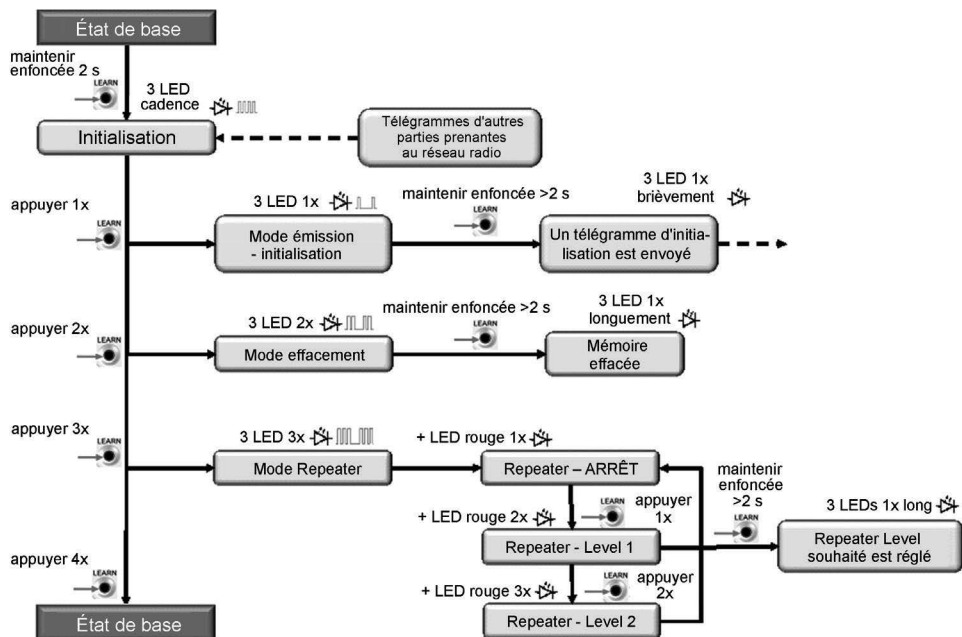 État de base
maintenir
enfoncée 2 s
LEARN
3 LED
cadence
Initialisation
Télégrammes d'autres
parties prenantes
au réseau radio
appuyer 1x
LEARN
3 LED 1x
Mode émission
- initialisation
maintenir enfoncée >2 s
LEARN
3 LED 1x
brièvement
Un télégramme d'initia-
lisation est envoyé
appuyer 2x
LEARN
3 LED 2x
Mode effacement
maintenir enfoncée >2 s
LEARN
3 LED 1x
longuement
Mémoire
effacée
appuyer 3x
LEARN
3 LED 3x
Mode Repeater
+ LED rouge 1x
Repeater – ARRÊT
LEARN
appuyer
1x
+ LED rouge 2x
Repeater - Level 1
LEARN
appuyer
2x
+ LED rouge 3x
Repeater - Level 2
maintenir
enfoncée
>2 s
LEARN
3 LEDs 1x long
Repeater Level
souhaité est réglé
appuyer 4x
LEARN
État de base